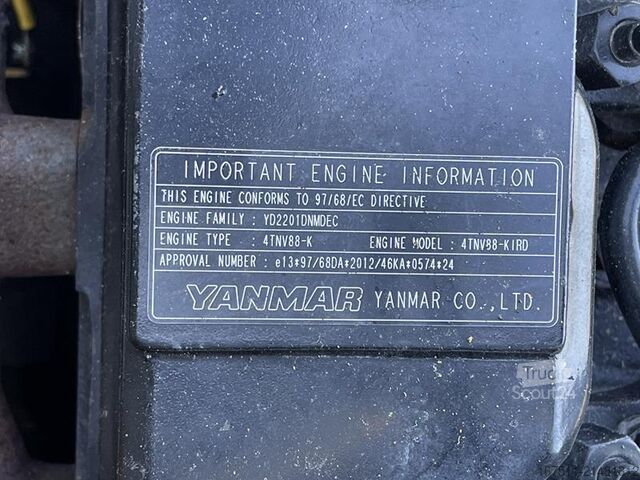 IMPORTANT ENGINE INFORMATION
THIS ENGINE CONFORMS TO 97/68/EC DIRECTIVE
ENGINE FAMILY : YD2201DNMDEC
ENGINE TYPE : 4TNV88-K ENGINE MODEL : 4TNV88-KIRD
APPROVAL NUMBER : e13*97/68DA*2012/46KA*0574*24
YANMAR YANMAR CO., LTD.
Truck
Scout24